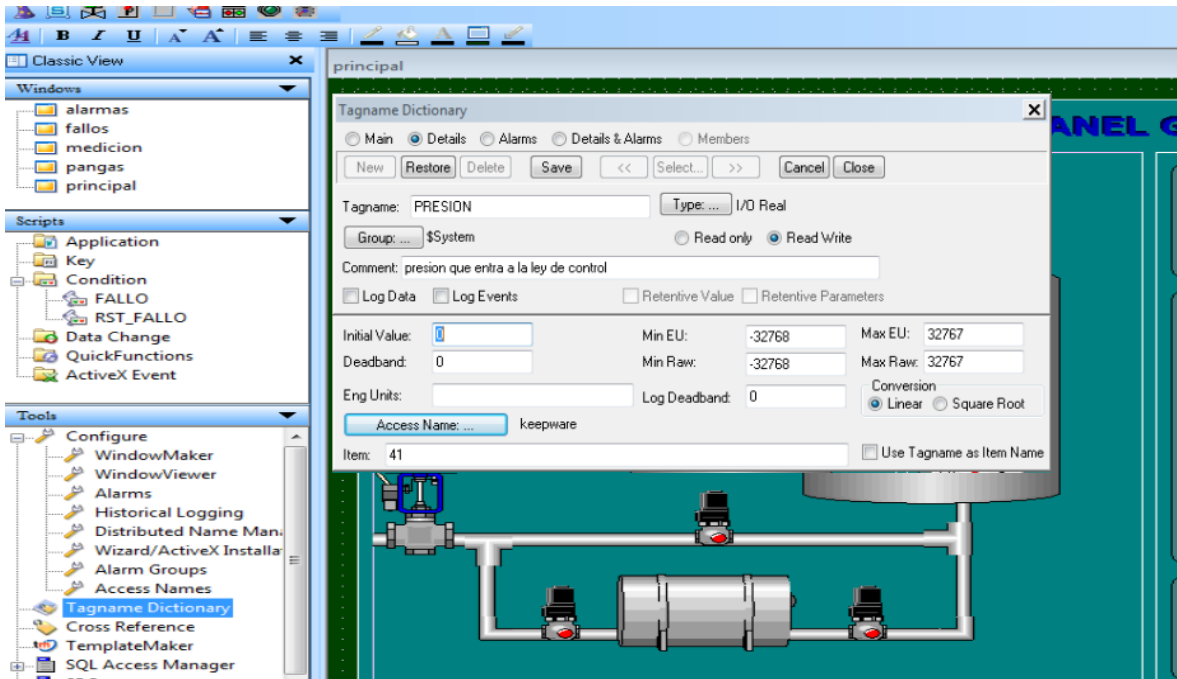 B I U A A
Classic View
Windows
alarmas
fallos
medicion
pangas
principal
Scripts
Application
Key
Condition
FALLO
RST_FALLO
Data Change
QuickFunctions
ActiveX Event
Tools
Configure
WindowMaker
WindowViewer
Alarms
Historical Logging
Distributed Name Man
Wizard/ActiveX Installa
Alarm Groups
Access Names
Tagname Dictionary
Cross Reference
TemplateMaker
SQL Access Manager
principal
ANEL
Tagname Dictionary
Main Details Alarms Details & Alarms Members
New Restore Delete Save << Select... >> Cancel Close
Tagname: PRESION Type: ... I/O Real
Group: ... $System Read only Read Write
Comment: presion que entra a la ley de control
Log Data Log Events Retentive Value Retentive Parameters
Initial Value: 0 Min EU: -32768 Max EU: 32767
Deadband: 0 Min Raw: -32768 Max Raw: 32767
Eng Units: Log Deadband: 0 Conversion
Linear Square Root
Access Name: ... keepware
Item: 41 Use Tagname as Item Name